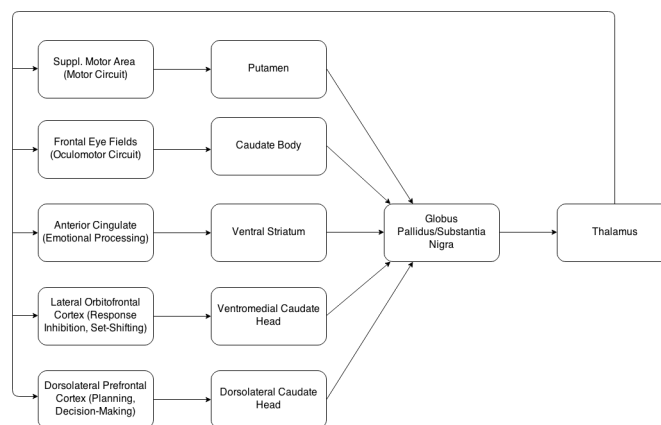 Suppl. Motor Area
(Motor Circuit)
Putamen
Frontal Eye Fields
(Oculomotor Circuit)
Caudate Body
Anterior Cingulate
(Emotional Processing)
Ventral Striatum
Globus
Pallidus/Substantia
Nigra
Thalamus
Lateral Orbitofrontal
Cortex (Response
Inhibition, Set-Shifting)
Ventromedial Caudate
Head
Dorsolateral Prefrontal
Cortex (Planning,
Decision-Making)
Dorsolateral Caudate
Head